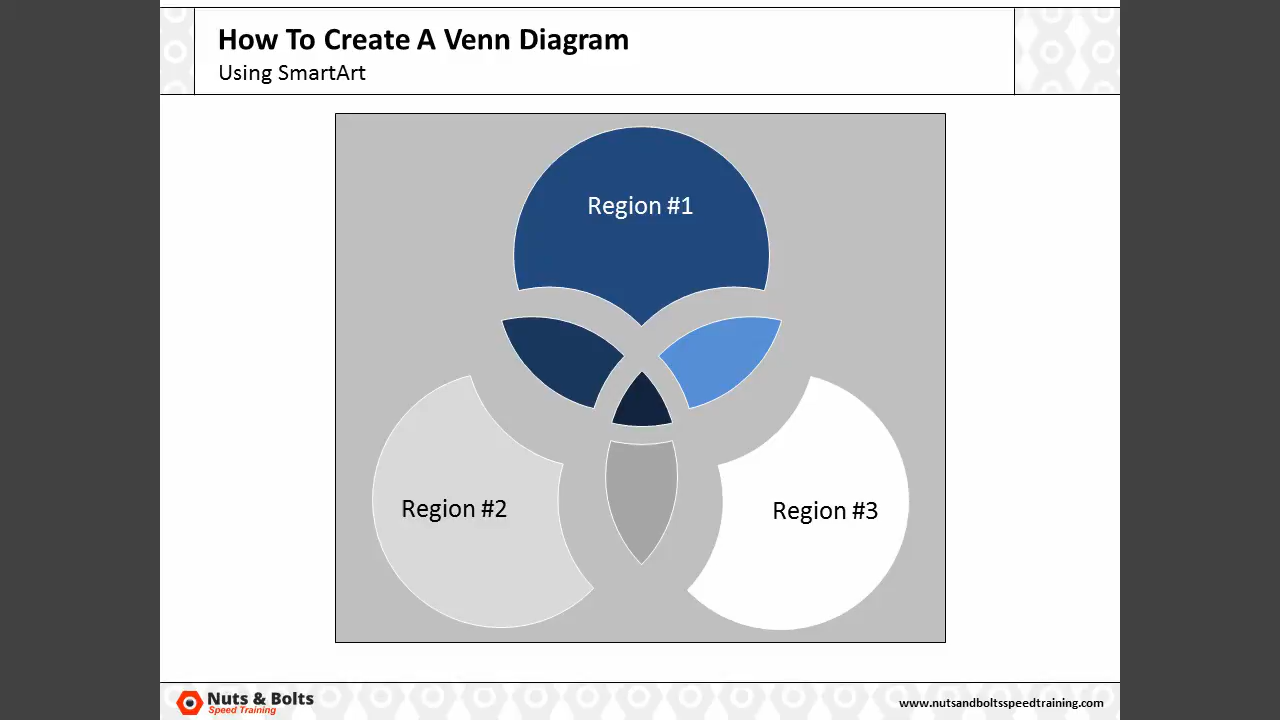 How To Create A Venn Diagram
Using SmartArt
Region #1
Region #2
Region #3
Nuts & Bolts
Speed Training
www.nutsandboltsspeedtraining.com